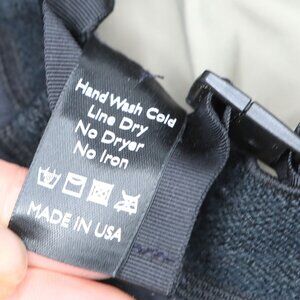 Hand Wash Cold
Line Dry
No Dryer
No Iron
MADE IN USA